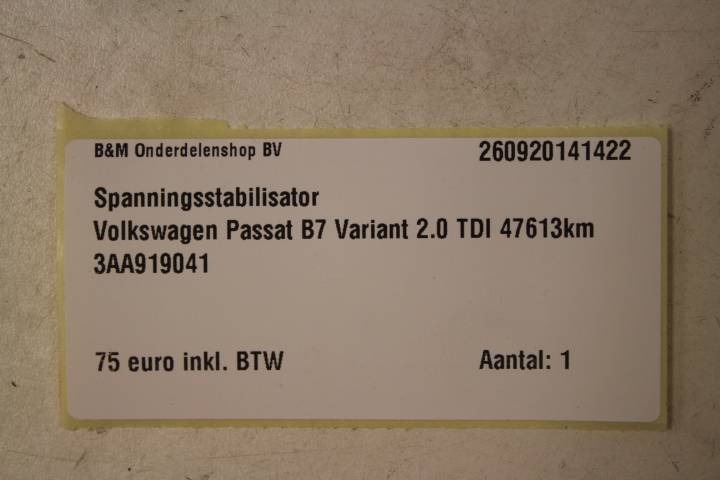 B&M Onderdelenshop BV 260920141422
Spanningsstabilisator
Volkswagen Passat B7 Variant 2.0 TDI 47613km
3AA919041
75 euro inkl. BTW Aantal: 1